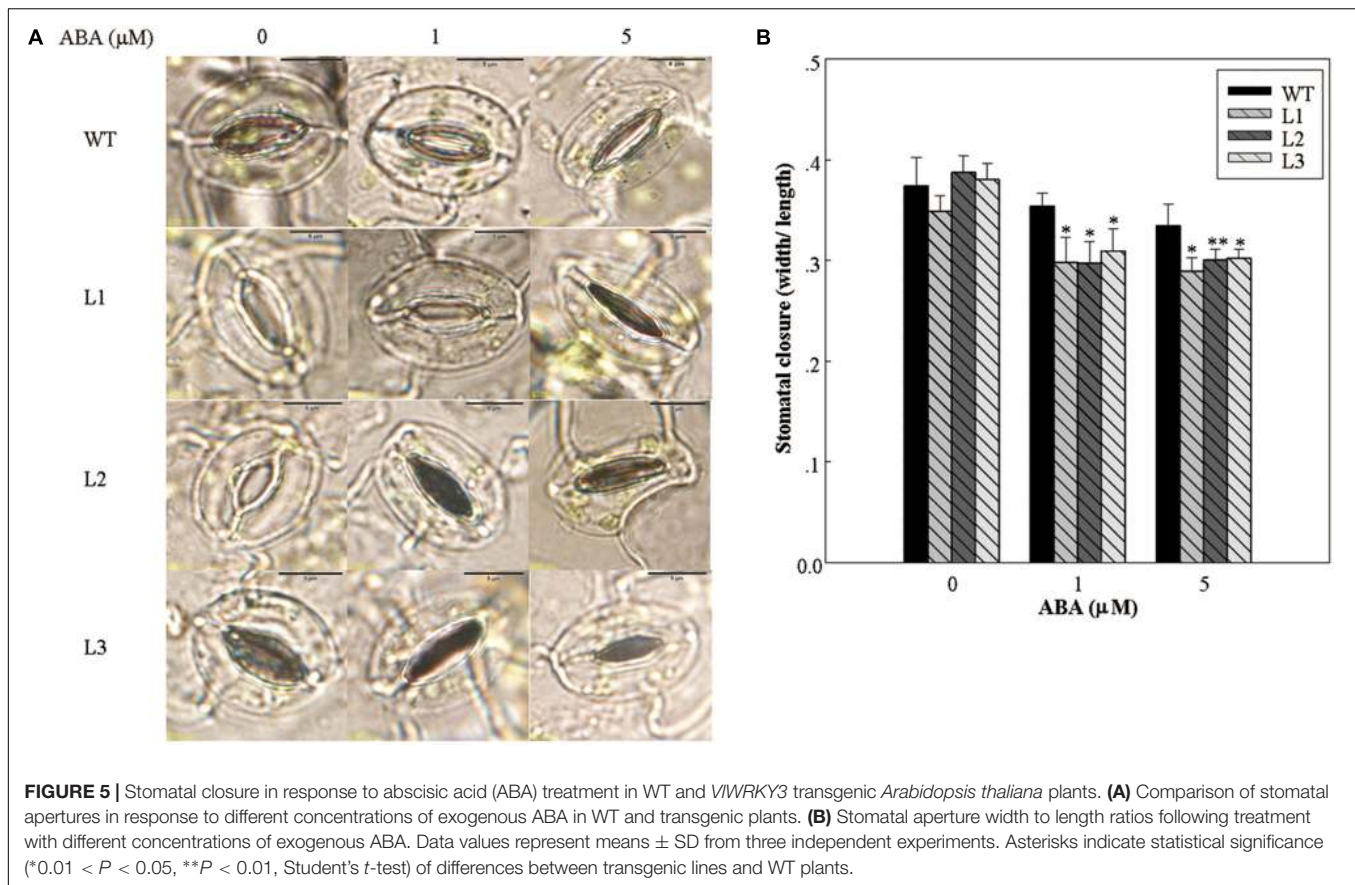 A ABA (μM) 0 1 5
WT
L1
L2
L3
B
.5
.4
.3
.2
.1
0.0
Stomatal closure (width/ length)
WT
L1
L2
L3
* * *
* ** *
0 1 5
ABA (μM)
FIGURE 5 | Stomatal closure in response to abscisic acid (ABA) treatment in WT and VlWRKY3 transgenic Arabidopsis thaliana plants. (A) Comparison of stomatal
apertures in response to different concentrations of exogenous ABA in WT and transgenic plants. (B) Stomatal aperture width to length ratios following treatment
with different concentrations of exogenous ABA. Data values represent means ± SD from three independent experiments. Asterisks indicate statistical significance
(*0.01 < P < 0.05, **P < 0.01, Student's t-test) of differences between transgenic lines and WT plants.